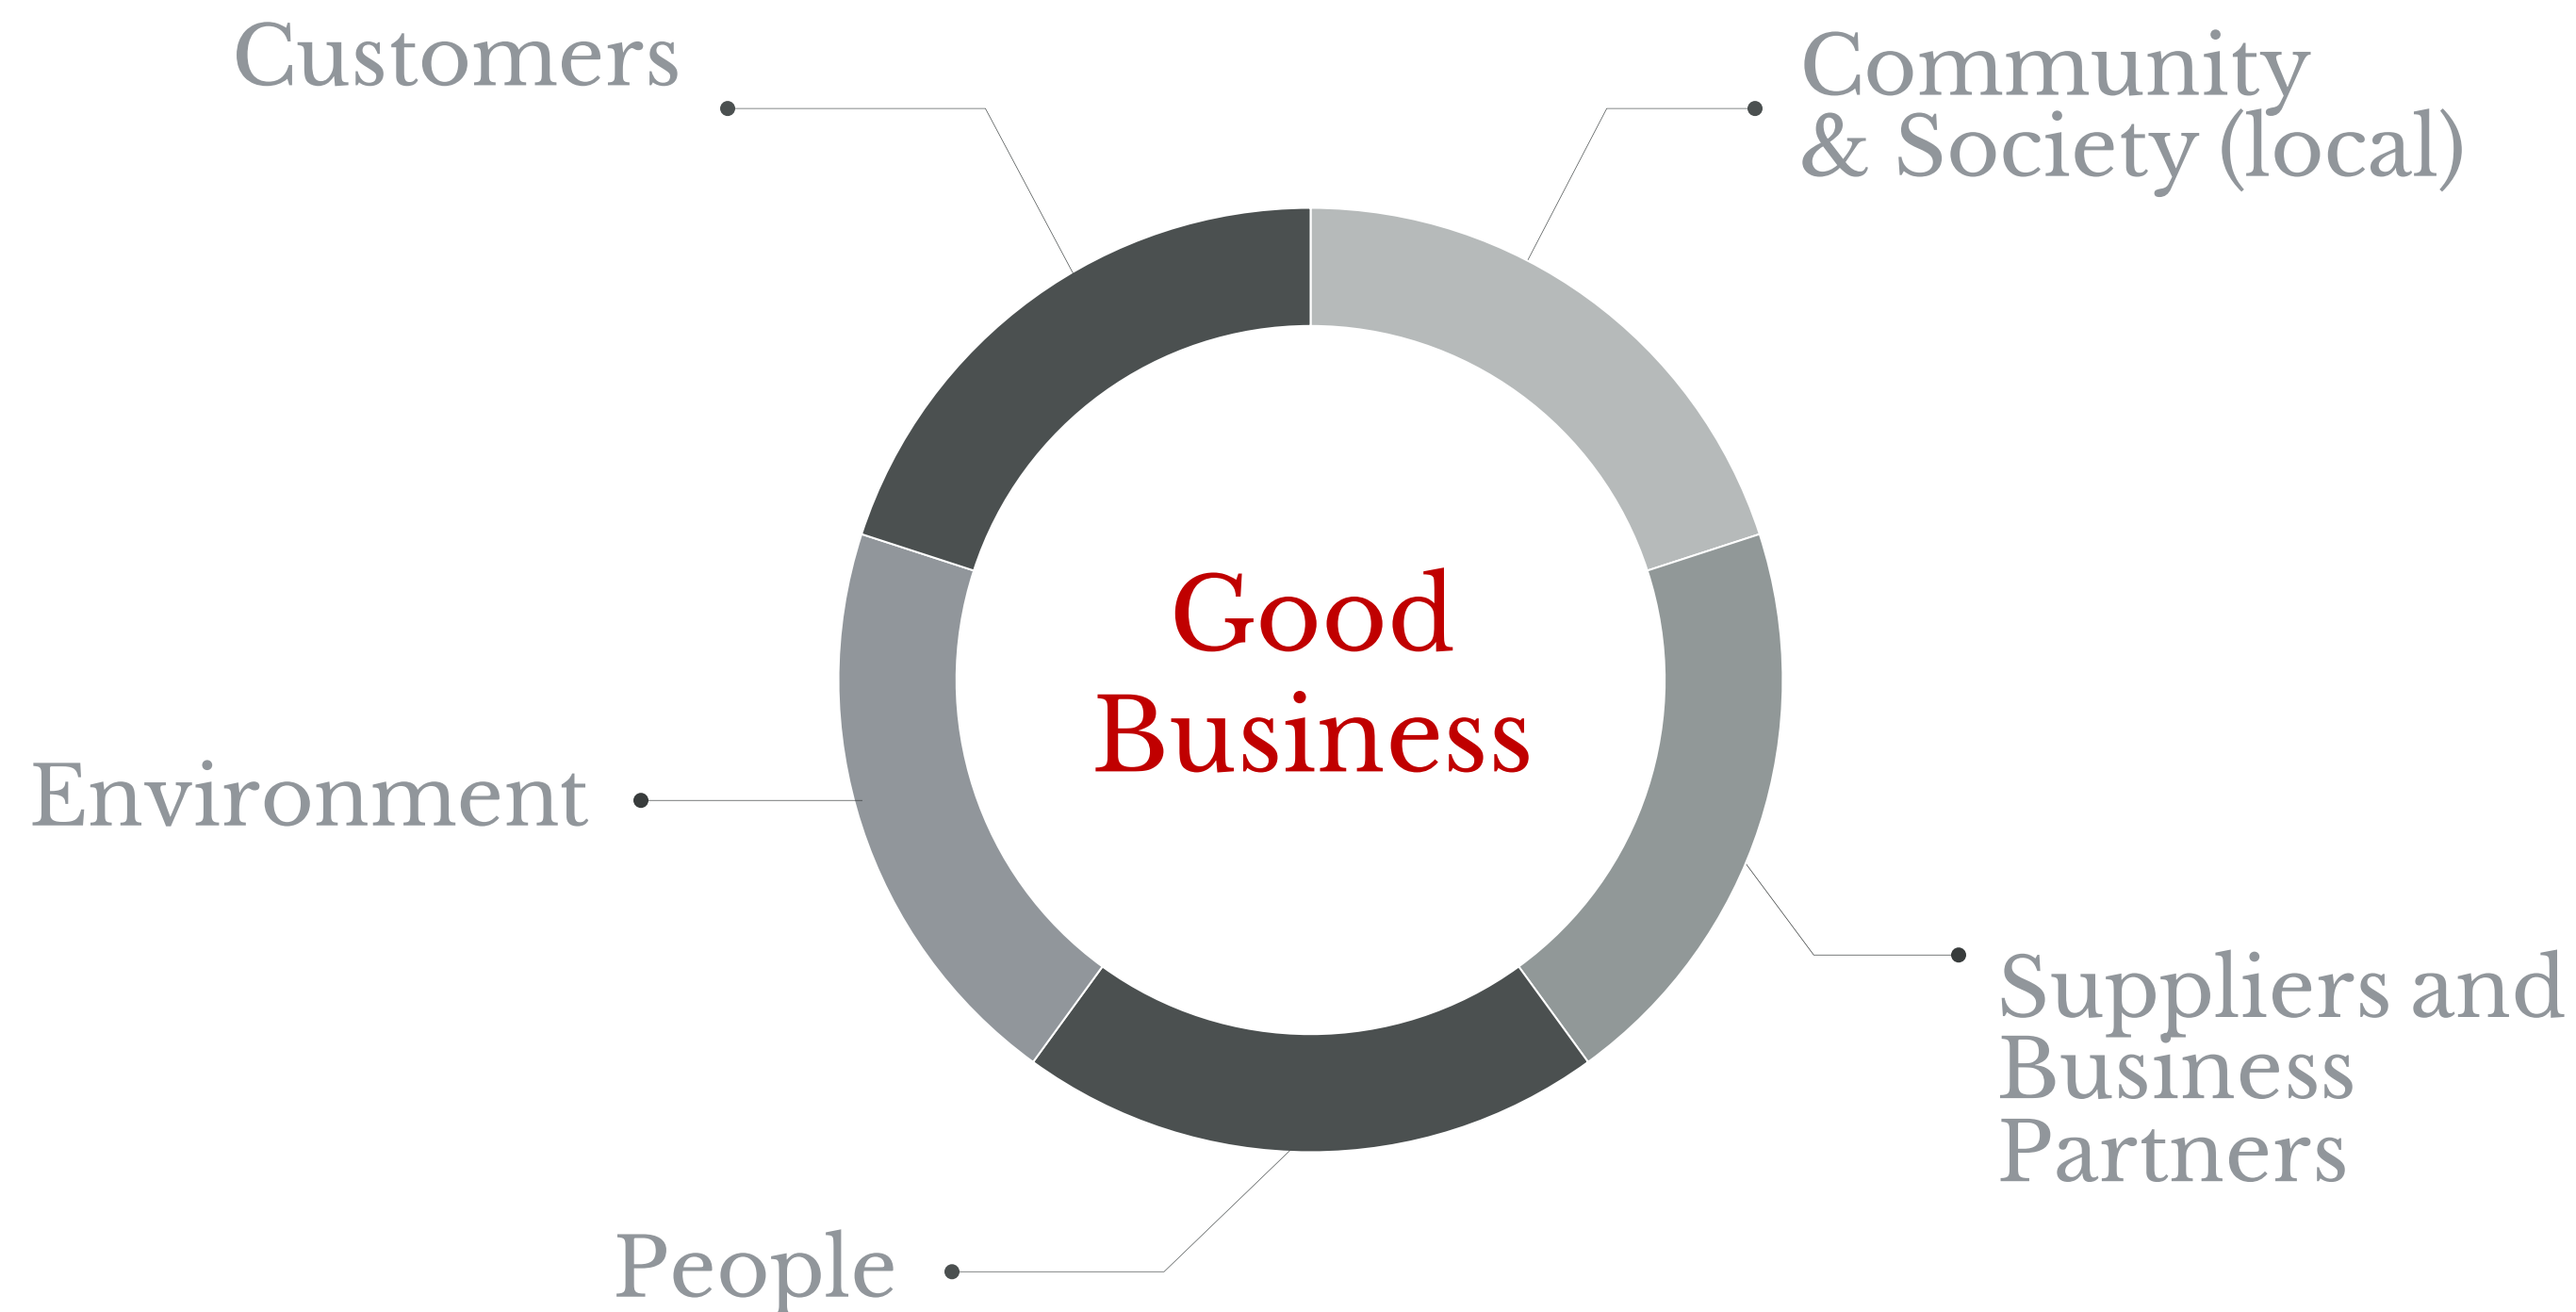 Customers
Community
& Society (local)
Good
Business
Environment
Suppliers and
Business
Partners
People